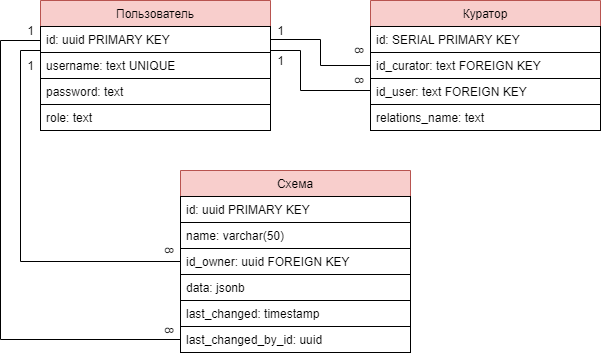 Пользователь
id: uuid PRIMARY KEY
username: text UNIQUE
password: text
role: text
1
1
1
1
Куратор
id: SERIAL PRIMARY KEY
id_curator: text FOREIGN KEY
id_user: text FOREIGN KEY
relations_name: text
∞
∞
Схема
id: uuid PRIMARY KEY
name: varchar(50)
id_owner: uuid FOREIGN KEY
data: jsonb
last_changed: timestamp
last_changed_by_id: uuid
∞
∞